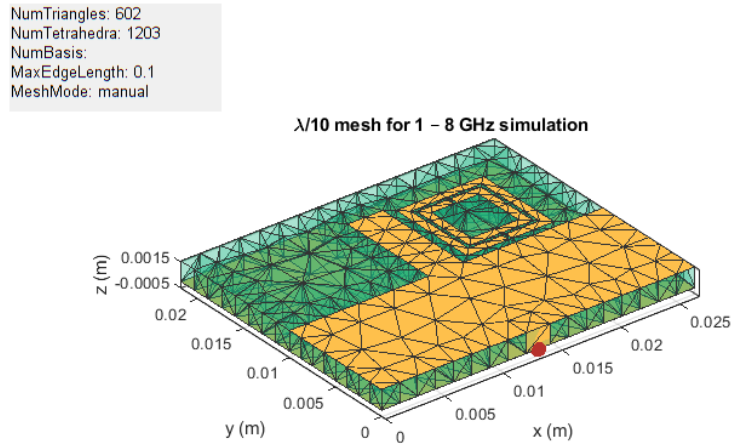 NumTriangles: 602
NumTetrahedra: 1203
NumBasis:
MaxEdgeLength: 0.1
MeshMode: manual
λ/10 mesh for 1 – 8 GHz simulation
z (m)
0.0015
-0.0005
0.02
0.015
0.01
0.005
0
y (m)
0
0.005
0.01
0.015
0.02
0.025
x (m)